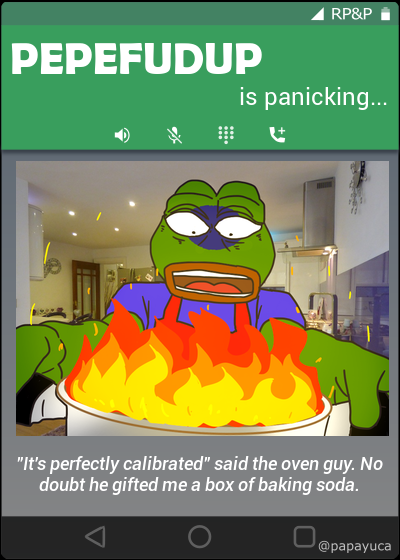 RP&P
PEPEFUDUP
is panicking...
"It's perfectly calibrated" said the oven guy. No
doubt he gifted me a box of baking soda.
@papayuca